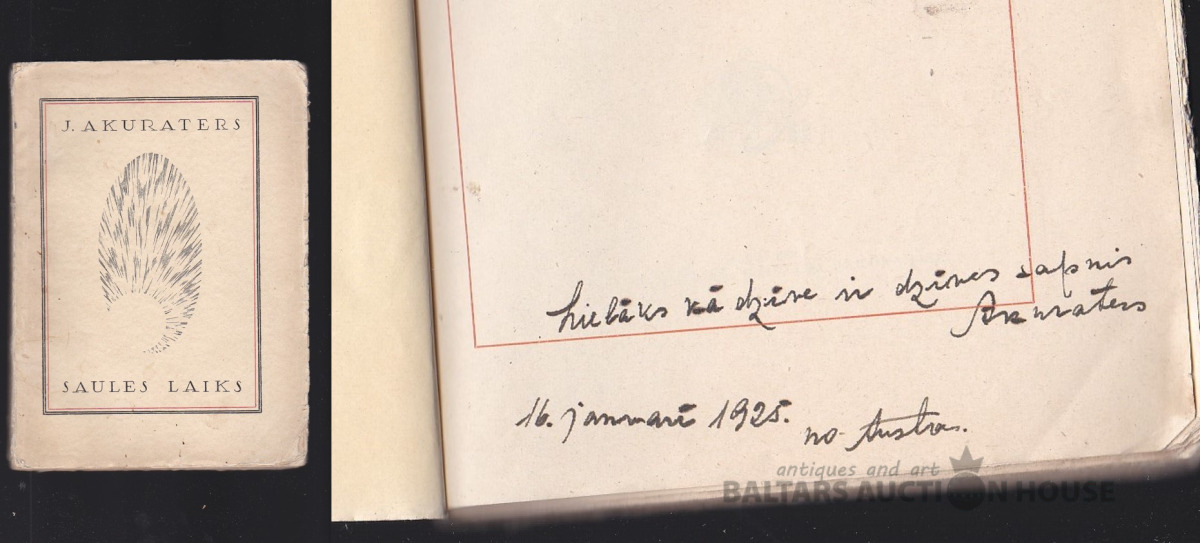 J. AKURATERS
SAULES LAIKS
lielāks kā dzīve ir dzīves sapnis
Akuraters
16. janvarī 1925.
no Austras.
antiques and art
BALTARS AUCTION HOUSE